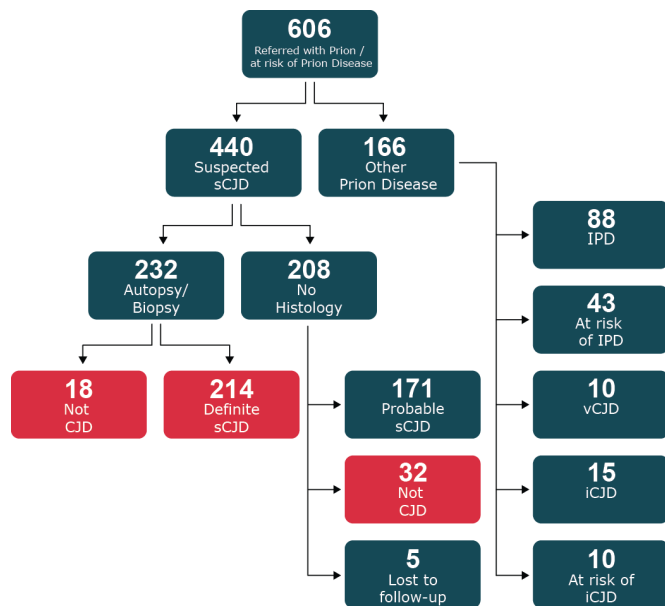 606
Referred with Prion /
at risk of Prion Disease
440
Suspected
sCJD
166
Other
Prion Disease
232
Autopsy/
Biopsy
208
No
Histology
18
Not
CJD
214
Definite
sCJD
171
Probable
sCJD
32
Not
CJD
5
Lost to
follow-up
88
IPD
43
At risk
of IPD
10
vCJD
15
iCJD
10
At risk of
iCJD